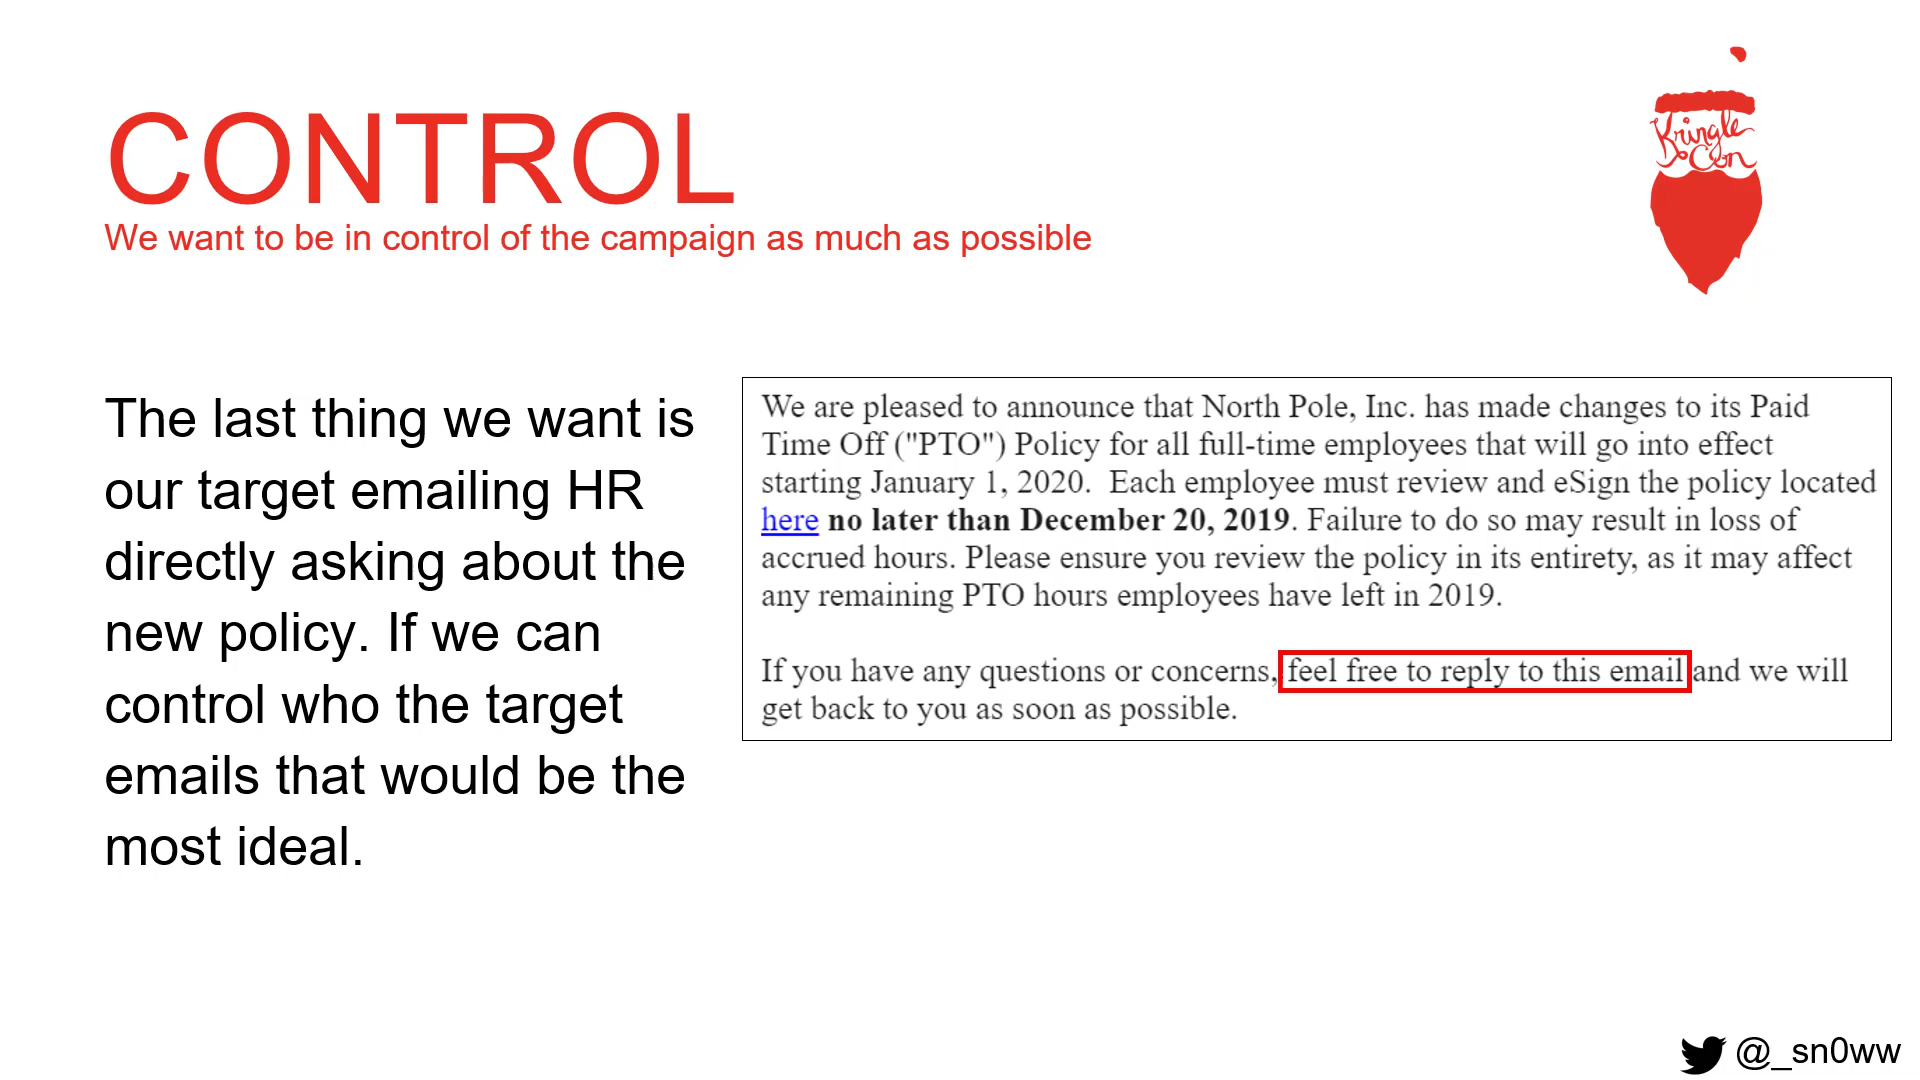 CONTROL
We want to be in control of the campaign as much as possible
Kringle
Con
The last thing we want is
our target emailing HR
directly asking about the
new policy. If we can
control who the target
emails that would be the
most ideal.
We are pleased to announce that North Pole, Inc. has made changes to its Paid
Time Off ("PTO") Policy for all full-time employees that will go into effect
starting January 1, 2020.  Each employee must review and eSign the policy located
here no later than December 20, 2019. Failure to do so may result in loss of
accrued hours. Please ensure you review the policy in its entirety, as it may affect
any remaining PTO hours employees have left in 2019.
If you have any questions or concerns, feel free to reply to this email and we will
get back to you as soon as possible.
@_sn0ww